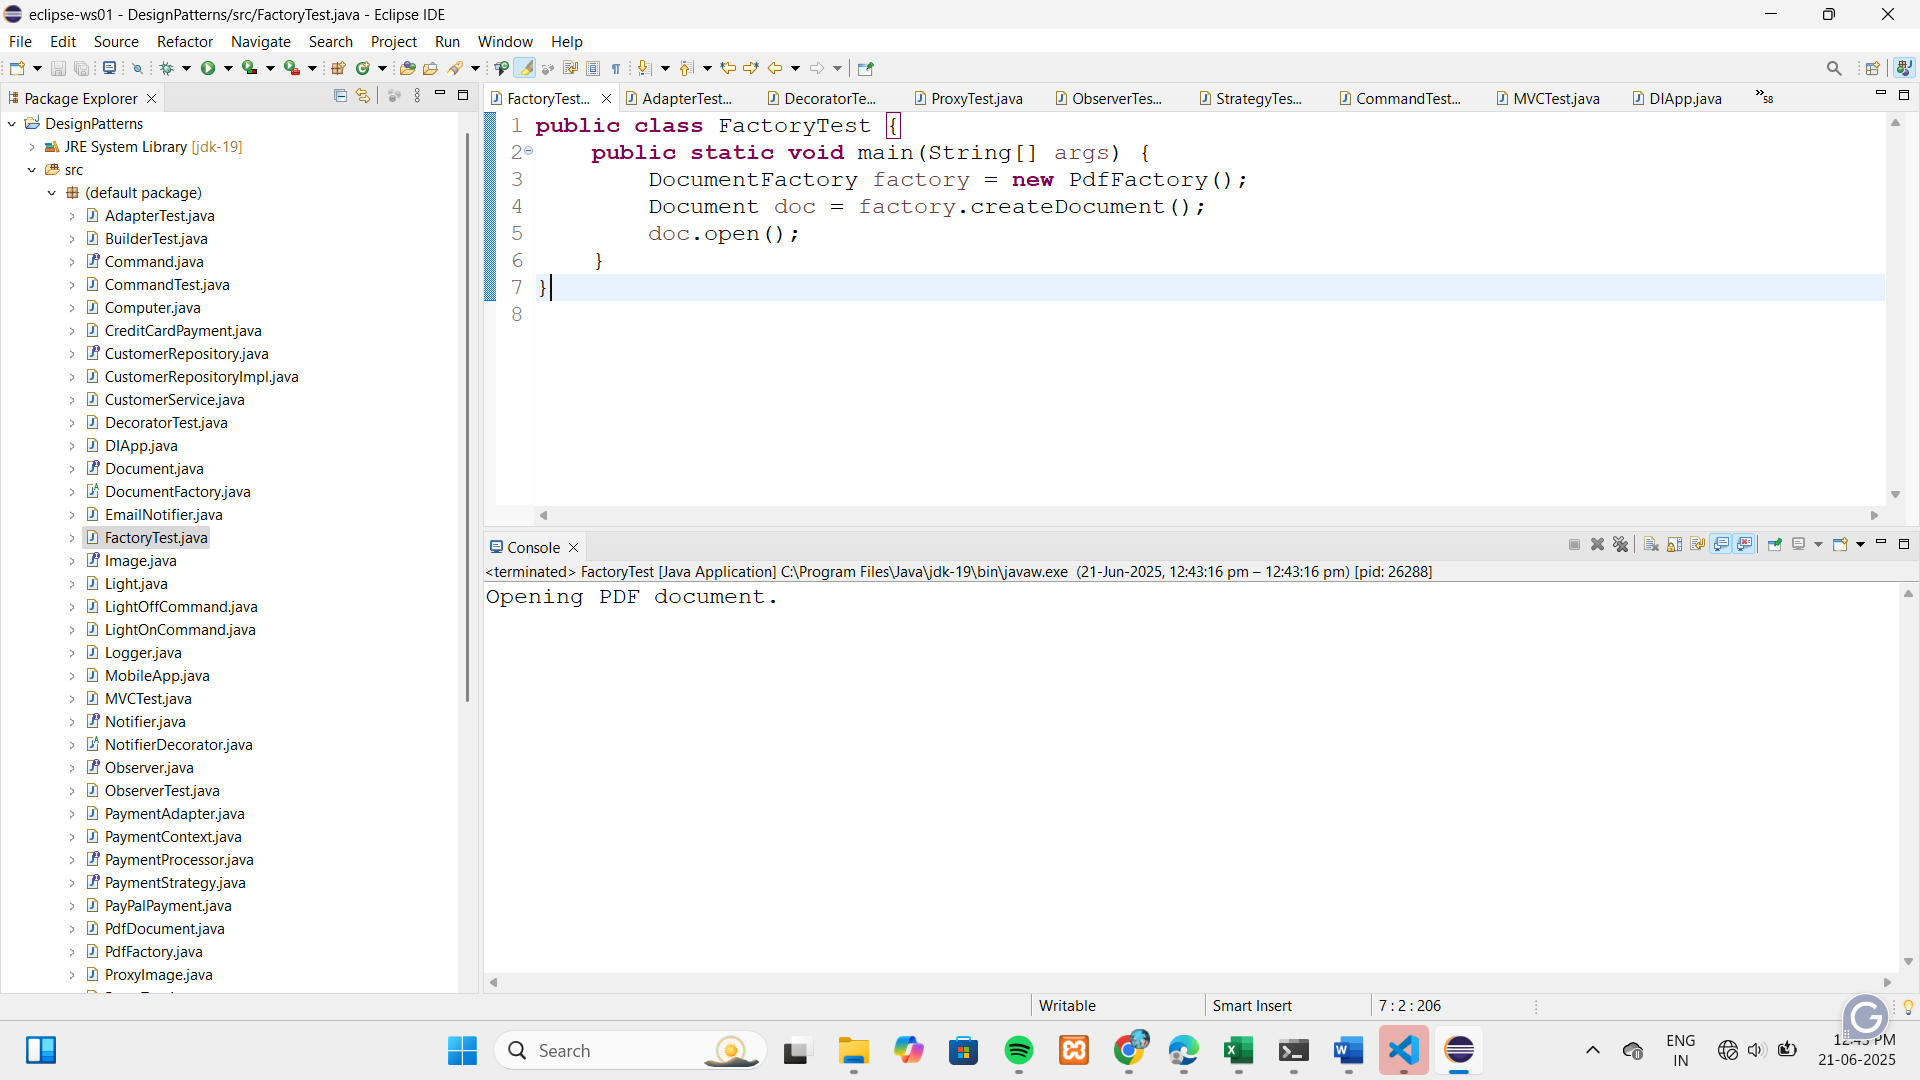 eclipse-ws01 - DesignPatterns/src/FactoryTest.java - Eclipse IDE
File Edit Source Refactor Navigate Search Project Run Window Help
Package Explorer
DesignPatterns
JRE System Library [jdk-19]
src
(default package)
AdapterTest.java
BuilderTest.java
Command.java
CommandTest.java
Computer.java
CreditCardPayment.java
CustomerRepository.java
CustomerRepositoryImpl.java
CustomerService.java
DecoratorTest.java
DIApp.java
Document.java
DocumentFactory.java
EmailNotifier.java
FactoryTest.java
Image.java
Light.java
LightOffCommand.java
LightOnCommand.java
Logger.java
MobileApp.java
MVCTest.java
Notifier.java
NotifierDecorator.java
Observer.java
ObserverTest.java
PaymentAdapter.java
PaymentContext.java
PaymentProcessor.java
PaymentStrategy.java
PayPalPayment.java
PdfDocument.java
PdfFactory.java
ProxyImage.java
FactoryTest... AdapterTest... DecoratorTe... ProxyTest.java ObserverTes... StrategyTes... CommandTest... MVCTest.java DIApp.java »58
1 public class FactoryTest {
2     public static void main(String[] args) {
3         DocumentFactory factory = new PdfFactory();
4         Document doc = factory.createDocument();
5         doc.open();
6     }
7 }
8
Console
<terminated> FactoryTest [Java Application] C:\Program Files\Java\jdk-19\bin\javaw.exe (21-Jun-2025, 12:43:16 pm – 12:43:16 pm) [pid: 26288]
Opening PDF document.
Writable Smart Insert 7 : 2 : 206
Search
ENG
IN
21-06-2025